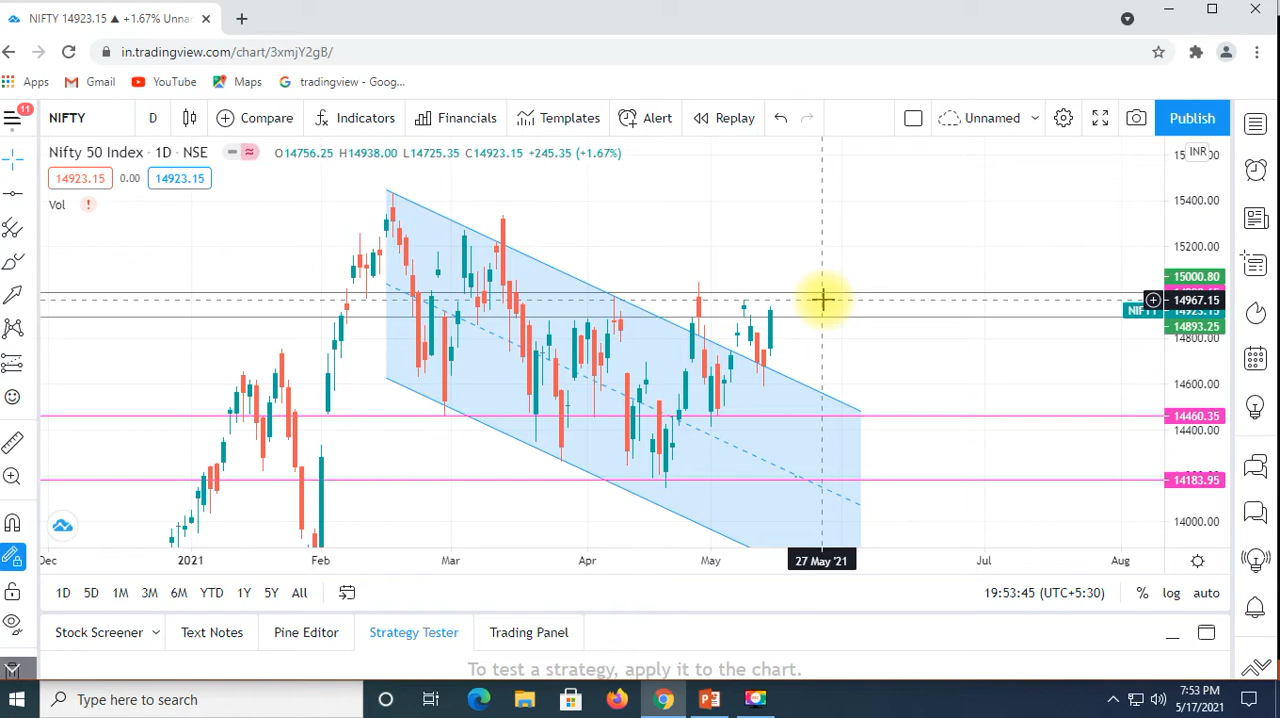 NIFTY 14923.15 ▲ +1.67% Unnar
in.tradingview.com/chart/3xmjY2gB/
Apps Gmail YouTube Maps tradingview - Goog...
11
NIFTY D Compare Indicators Financials Templates Alert Replay Unnamed Publish
Nifty 50 Index · 1D · NSE O14756.25 H14938.00 L14725.35 C14923.15 +245.35 (+1.67%)
INR
14923.15 0.00 14923.15
Vol !
15400.00
15200.00
15000.80
14967.15
NIFTY 14923.15
14893.25
14800.00
14600.00
14460.35
14400.00
14183.95
14000.00
Dec 2021 Feb Mar Apr May 27 May '21 Jul Aug
1D 5D 1M 3M 6M YTD 1Y 5Y All 19:53:45 (UTC+5:30) % log auto
Stock Screener Text Notes Pine Editor Strategy Tester Trading Panel
To test a strategy, apply it to the chart.
Type here to search
7:53 PM
5/17/2021